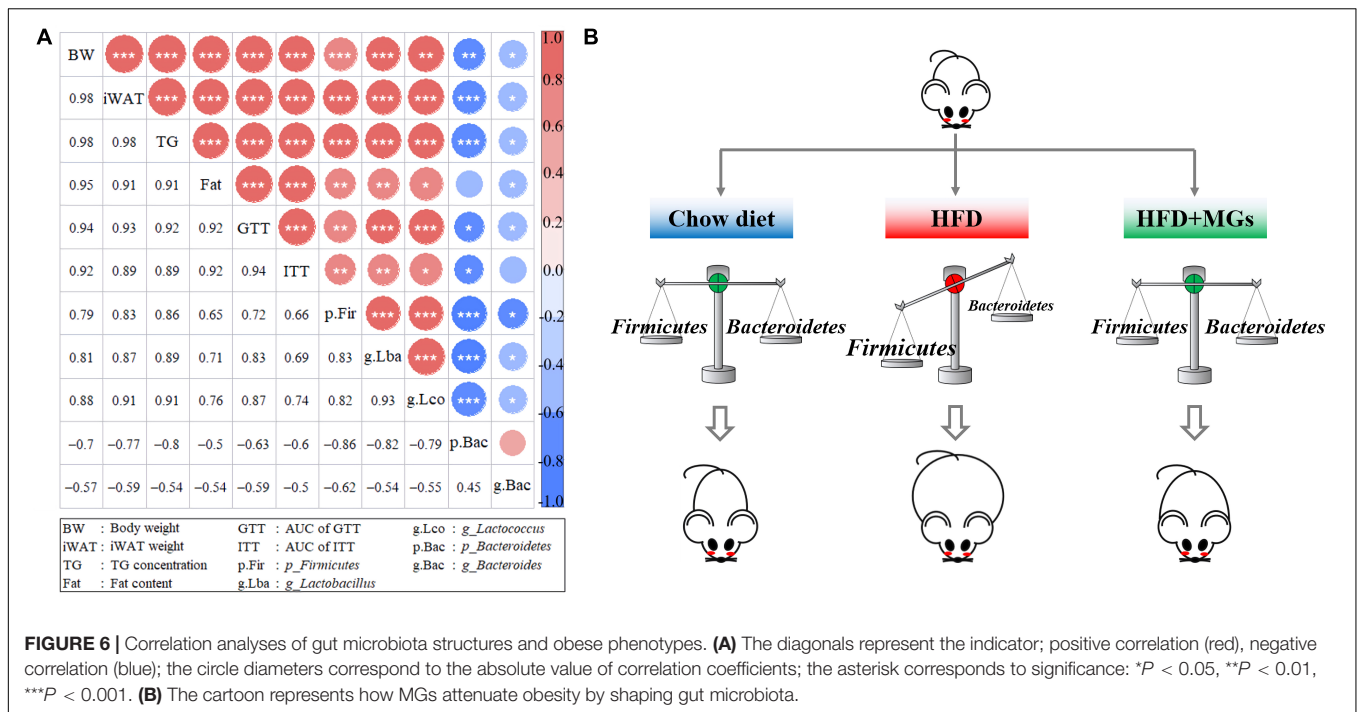 A
BW *** *** *** *** *** *** *** ** ** *
0.98 iWAT *** *** *** *** *** *** *** *** *
0.98 0.98 TG *** *** *** *** *** *** *** *
0.95 0.91 0.91 Fat *** *** ** ** * *
0.94 0.93 0.92 0.92 GTT *** ** *** *** * *
0.92 0.89 0.89 0.92 0.94 ITT ** ** * *
0.79 0.83 0.86 0.65 0.72 0.66 p.Fir *** *** *** *
0.81 0.87 0.89 0.71 0.83 0.69 0.83 g.Lba *** *** *
0.88 0.91 0.91 0.76 0.87 0.74 0.82 0.93 g.Lco *** *
−0.7 −0.77 −0.8 −0.5 −0.63 −0.6 −0.86 −0.82 −0.79 p.Bac
−0.57 −0.59 −0.54 −0.54 −0.59 −0.5 −0.62 −0.54 −0.55 0.45 g.Bac
1.0
0.8
0.6
0.4
0.2
0.0
-0.2
-0.4
-0.6
-0.8
-1.0
BW : Body weight GTT : AUC of GTT g.Lco : g_Lactococcus
iWAT : iWAT weight ITT : AUC of ITT p.Bac : p_Bacteroidetes
TG : TG concentration p.Fir : p_Firmicutes g.Bac : g_Bacteroides
Fat : Fat content g.Lba : g_Lactobacillus
B
Chow diet HFD HFD+MGs
Firmicutes Bacteroidetes
Firmicutes Bacteroidetes
Firmicutes Bacteroidetes
FIGURE 6 | Correlation analyses of gut microbiota structures and obese phenotypes. (A) The diagonals represent the indicator; positive correlation (red), negative
correlation (blue); the circle diameters correspond to the absolute value of correlation coefficients; the asterisk corresponds to significance: *P < 0.05, **P < 0.01,
***P < 0.001. (B) The cartoon represents how MGs attenuate obesity by shaping gut microbiota.